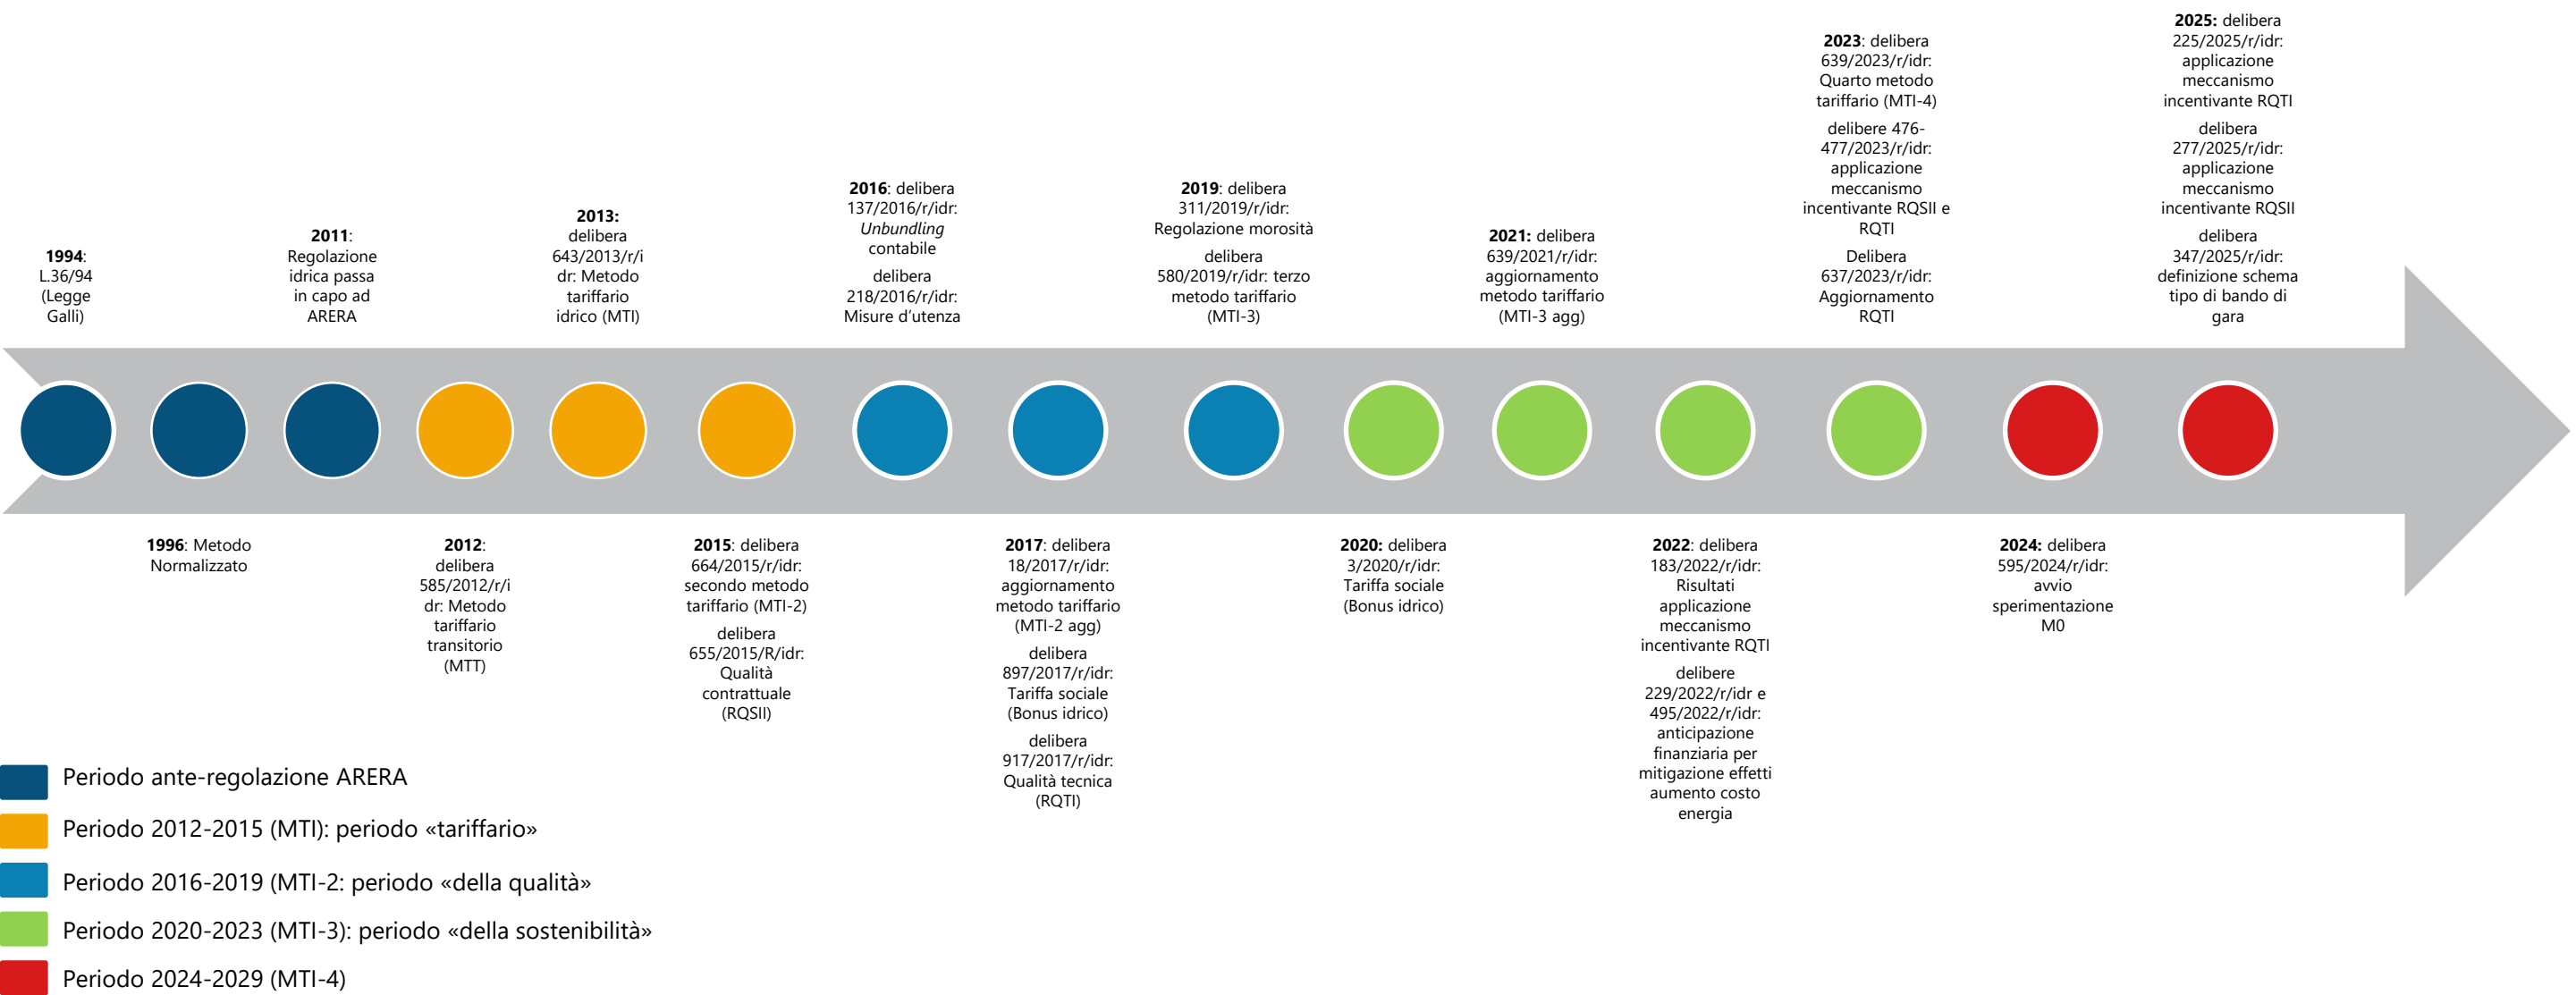 1994:
L.36/94
(Legge
Galli)
1996: Metodo
Normalizzato
2011:
Regolazione
idrica passa
in capo ad
ARERA
2012:
delibera
585/2012/r/i
dr: Metodo
tariffario
transitorio
(MTT)
2013:
delibera
643/2013/r/i
dr: Metodo
tariffario
idrico (MTI)
2015: delibera
664/2015/r/idr:
secondo metodo
tariffario (MTI-2)
delibera
655/2015/R/idr:
Qualità
contrattuale
(RQSII)
2016: delibera
137/2016/r/idr:
Unbundling
contabile
delibera
218/2016/r/idr:
Misure d’utenza
2017: delibera
18/2017/r/idr:
aggiornamento
metodo tariffario
(MTI-2 agg)
delibera
897/2017/r/idr:
Tariffa sociale
(Bonus idrico)
delibera
917/2017/r/idr:
Qualità tecnica
(RQTI)
2019: delibera
311/2019/r/idr:
Regolazione morosità
delibera
580/2019/r/idr: terzo
metodo tariffario
(MTI-3)
2020: delibera
3/2020/r/idr:
Tariffa sociale
(Bonus idrico)
2021: delibera
639/2021/r/idr:
aggiornamento
metodo tariffario
(MTI-3 agg)
2022: delibera
183/2022/r/idr:
Risultati
applicazione
meccanismo
incentivante RQTI
delibere
229/2022/r/idr e
495/2022/r/idr:
anticipazione
finanziaria per
mitigazione effetti
aumento costo
energia
2023: delibera
639/2023/r/idr:
Quarto metodo
tariffario (MTI-4)
delibere 476-
477/2023/r/idr:
applicazione
meccanismo
incentivante RQSII e
RQTI
Delibera
637/2023/r/idr:
Aggiornamento
RQTI
2024: delibera
595/2024/r/idr:
avvio
sperimentazione
M0
2025: delibera
225/2025/r/idr:
applicazione
meccanismo
incentivante RQTI
delibera
277/2025/r/idr:
applicazione
meccanismo
incentivante RQSII
delibera
347/2025/r/idr:
definizione schema
tipo di bando di
gara
Periodo ante-regolazione ARERA
Periodo 2012-2015 (MTI): periodo «tariffario»
Periodo 2016-2019 (MTI-2: periodo «della qualità»
Periodo 2020-2023 (MTI-3): periodo «della sostenibilità»
Periodo 2024-2029 (MTI-4)